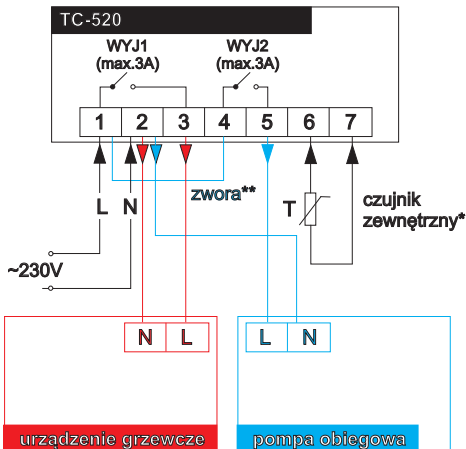 TC-520
WYJ1 WYJ2
(max.3A) (max.3A)
1 2 3 4 5 6 7
zwora**
L N T
czujnik
zewnętrzny*
~230V
N L L N
urządzenie grzewcze pompa obiegowa